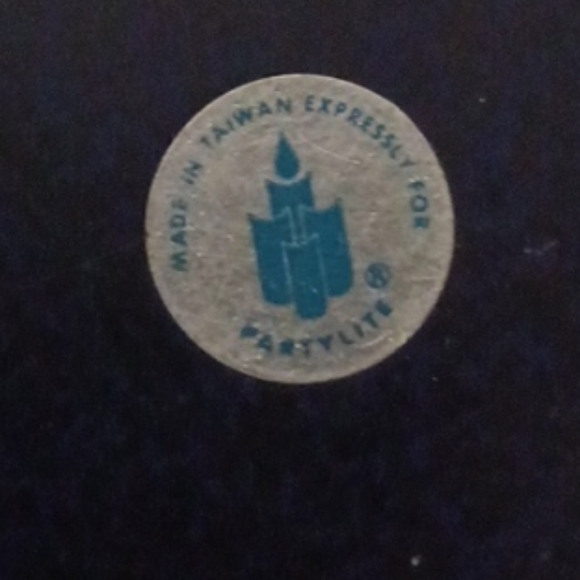 MADE IN TAIWAN EXPRESSLY FOR
PARTYLITE ®